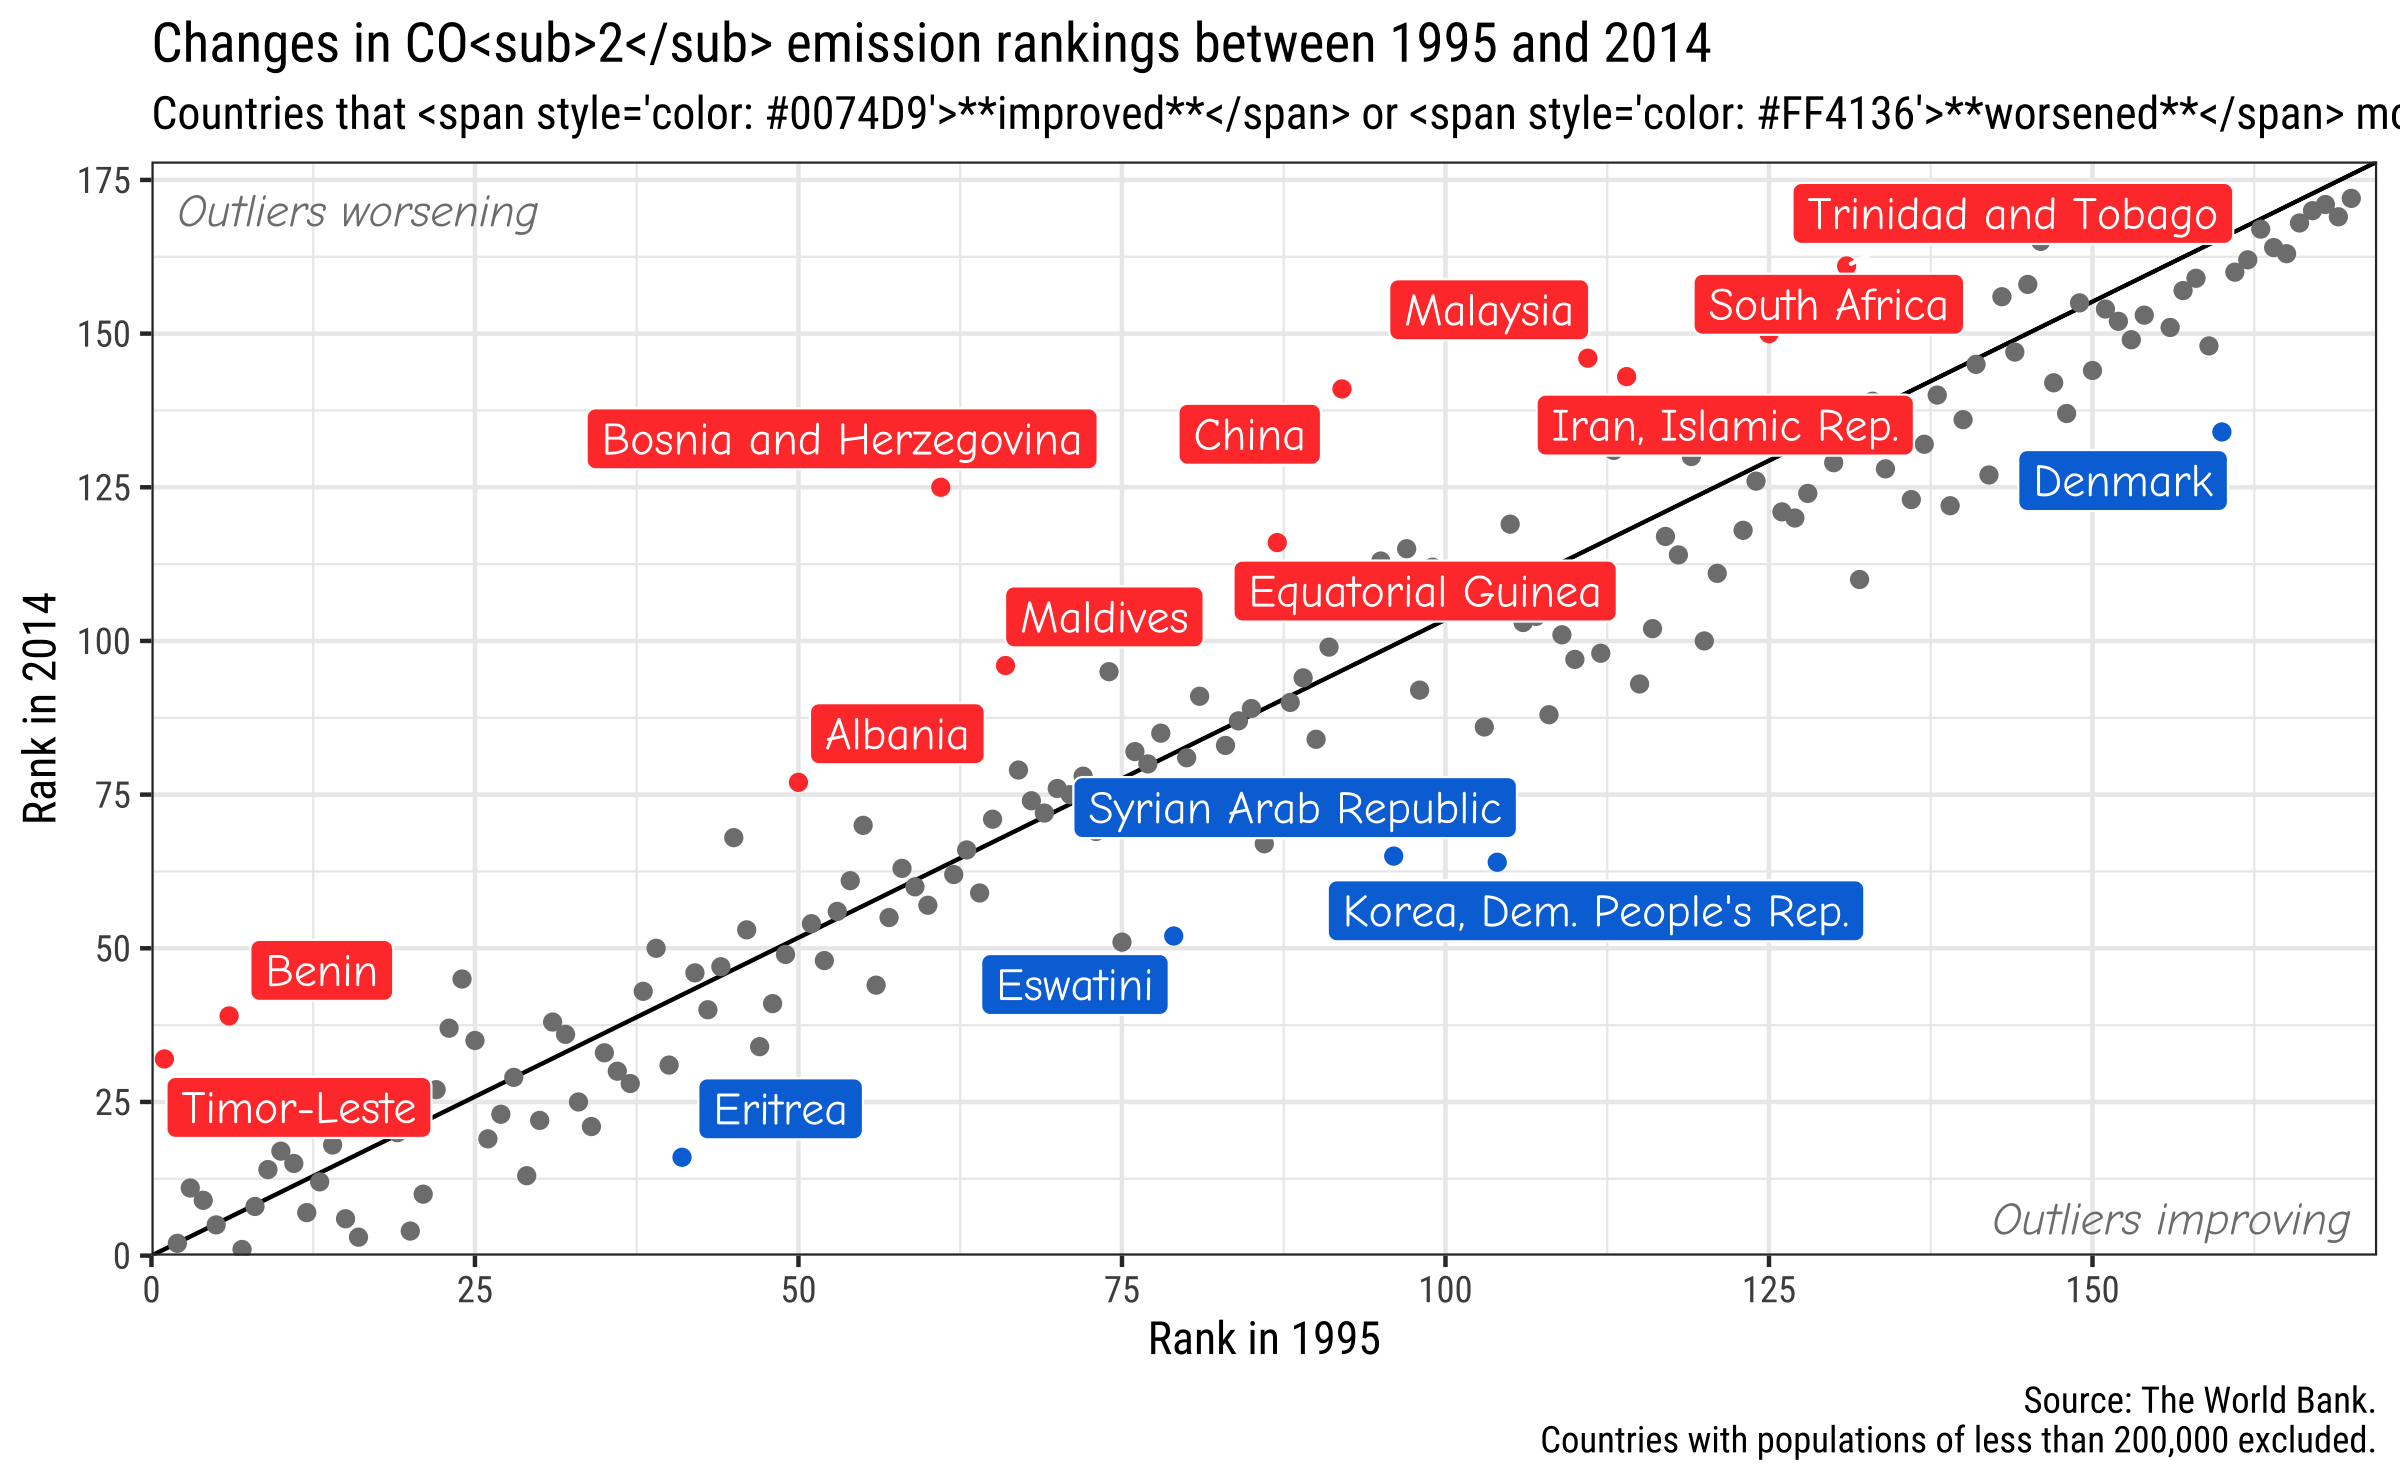 Changes in CO<sub>2</sub> emission rankings between 1995 and 2014
Countries that <span style='color: #0074D9'>**improved**</span> or <span style='color: #FF4136'>**worsened**</span>
175
Outliers worsening
Trinidad and Tobago
South Africa
Malaysia
150
Iran, Islamic Rep.
China
Bosnia and Herzegovina
Denmark
125
Equatorial Guinea
Maldives
100
Albania
Syrian Arab Republic
75
Korea, Dem. People's Rep.
Eswatini
50
Benin
Eritrea
Timor-Leste
25
Outliers improving
0
Rank in 2014
0 25 50 75 100 125 150
Rank in 1995
Source: The World Bank.
Countries with populations of less than 200,000 excluded.